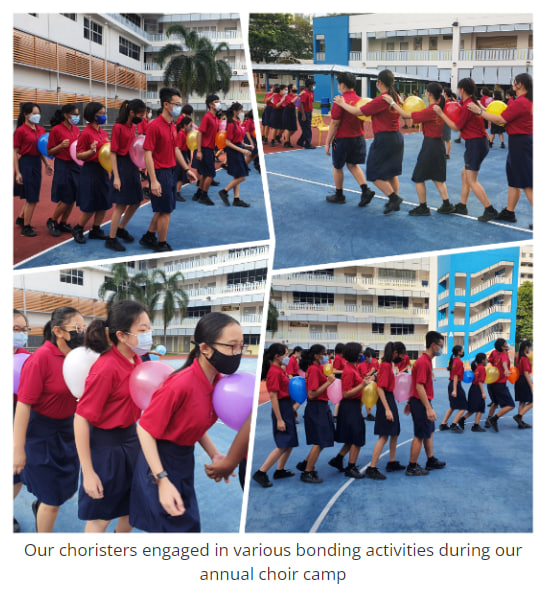 Our choristers engaged in various bonding activities during our
annual choir camp